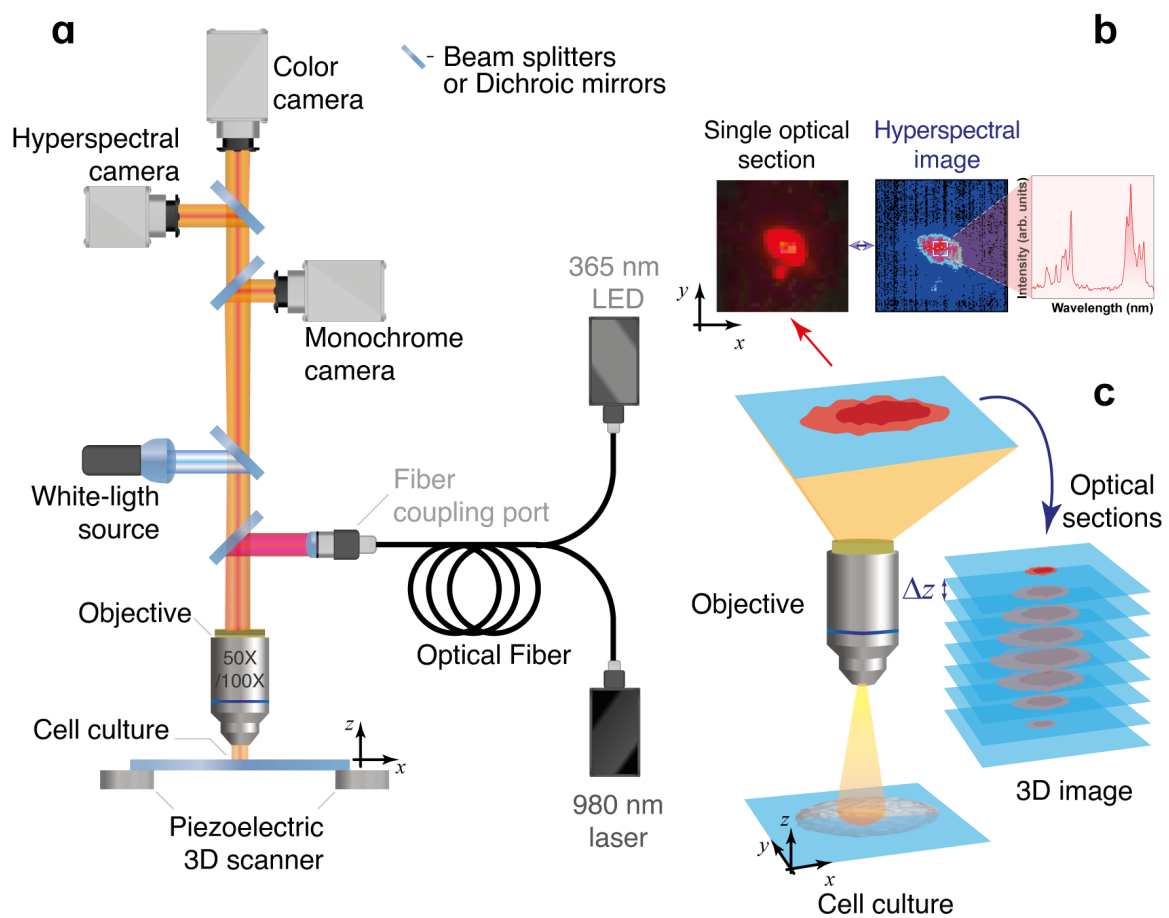 a
Color
camera
Beam splitters
or Dichroic mirrors
Hyperspectral
camera
Monochrome
camera
White-ligth
source
365 nm
LED
Fiber
coupling port
Objective
50X
/100X
Optical Fiber
Cell culture
z
x
Piezoelectric
3D scanner
980 nm
laser
b
Single optical
section
Hyperspectral
image
Intensity (arb. units)
Wavelength (nm)
y
x
c
Optical
sections
Δz
Objective
3D image
z
y
x
Cell culture